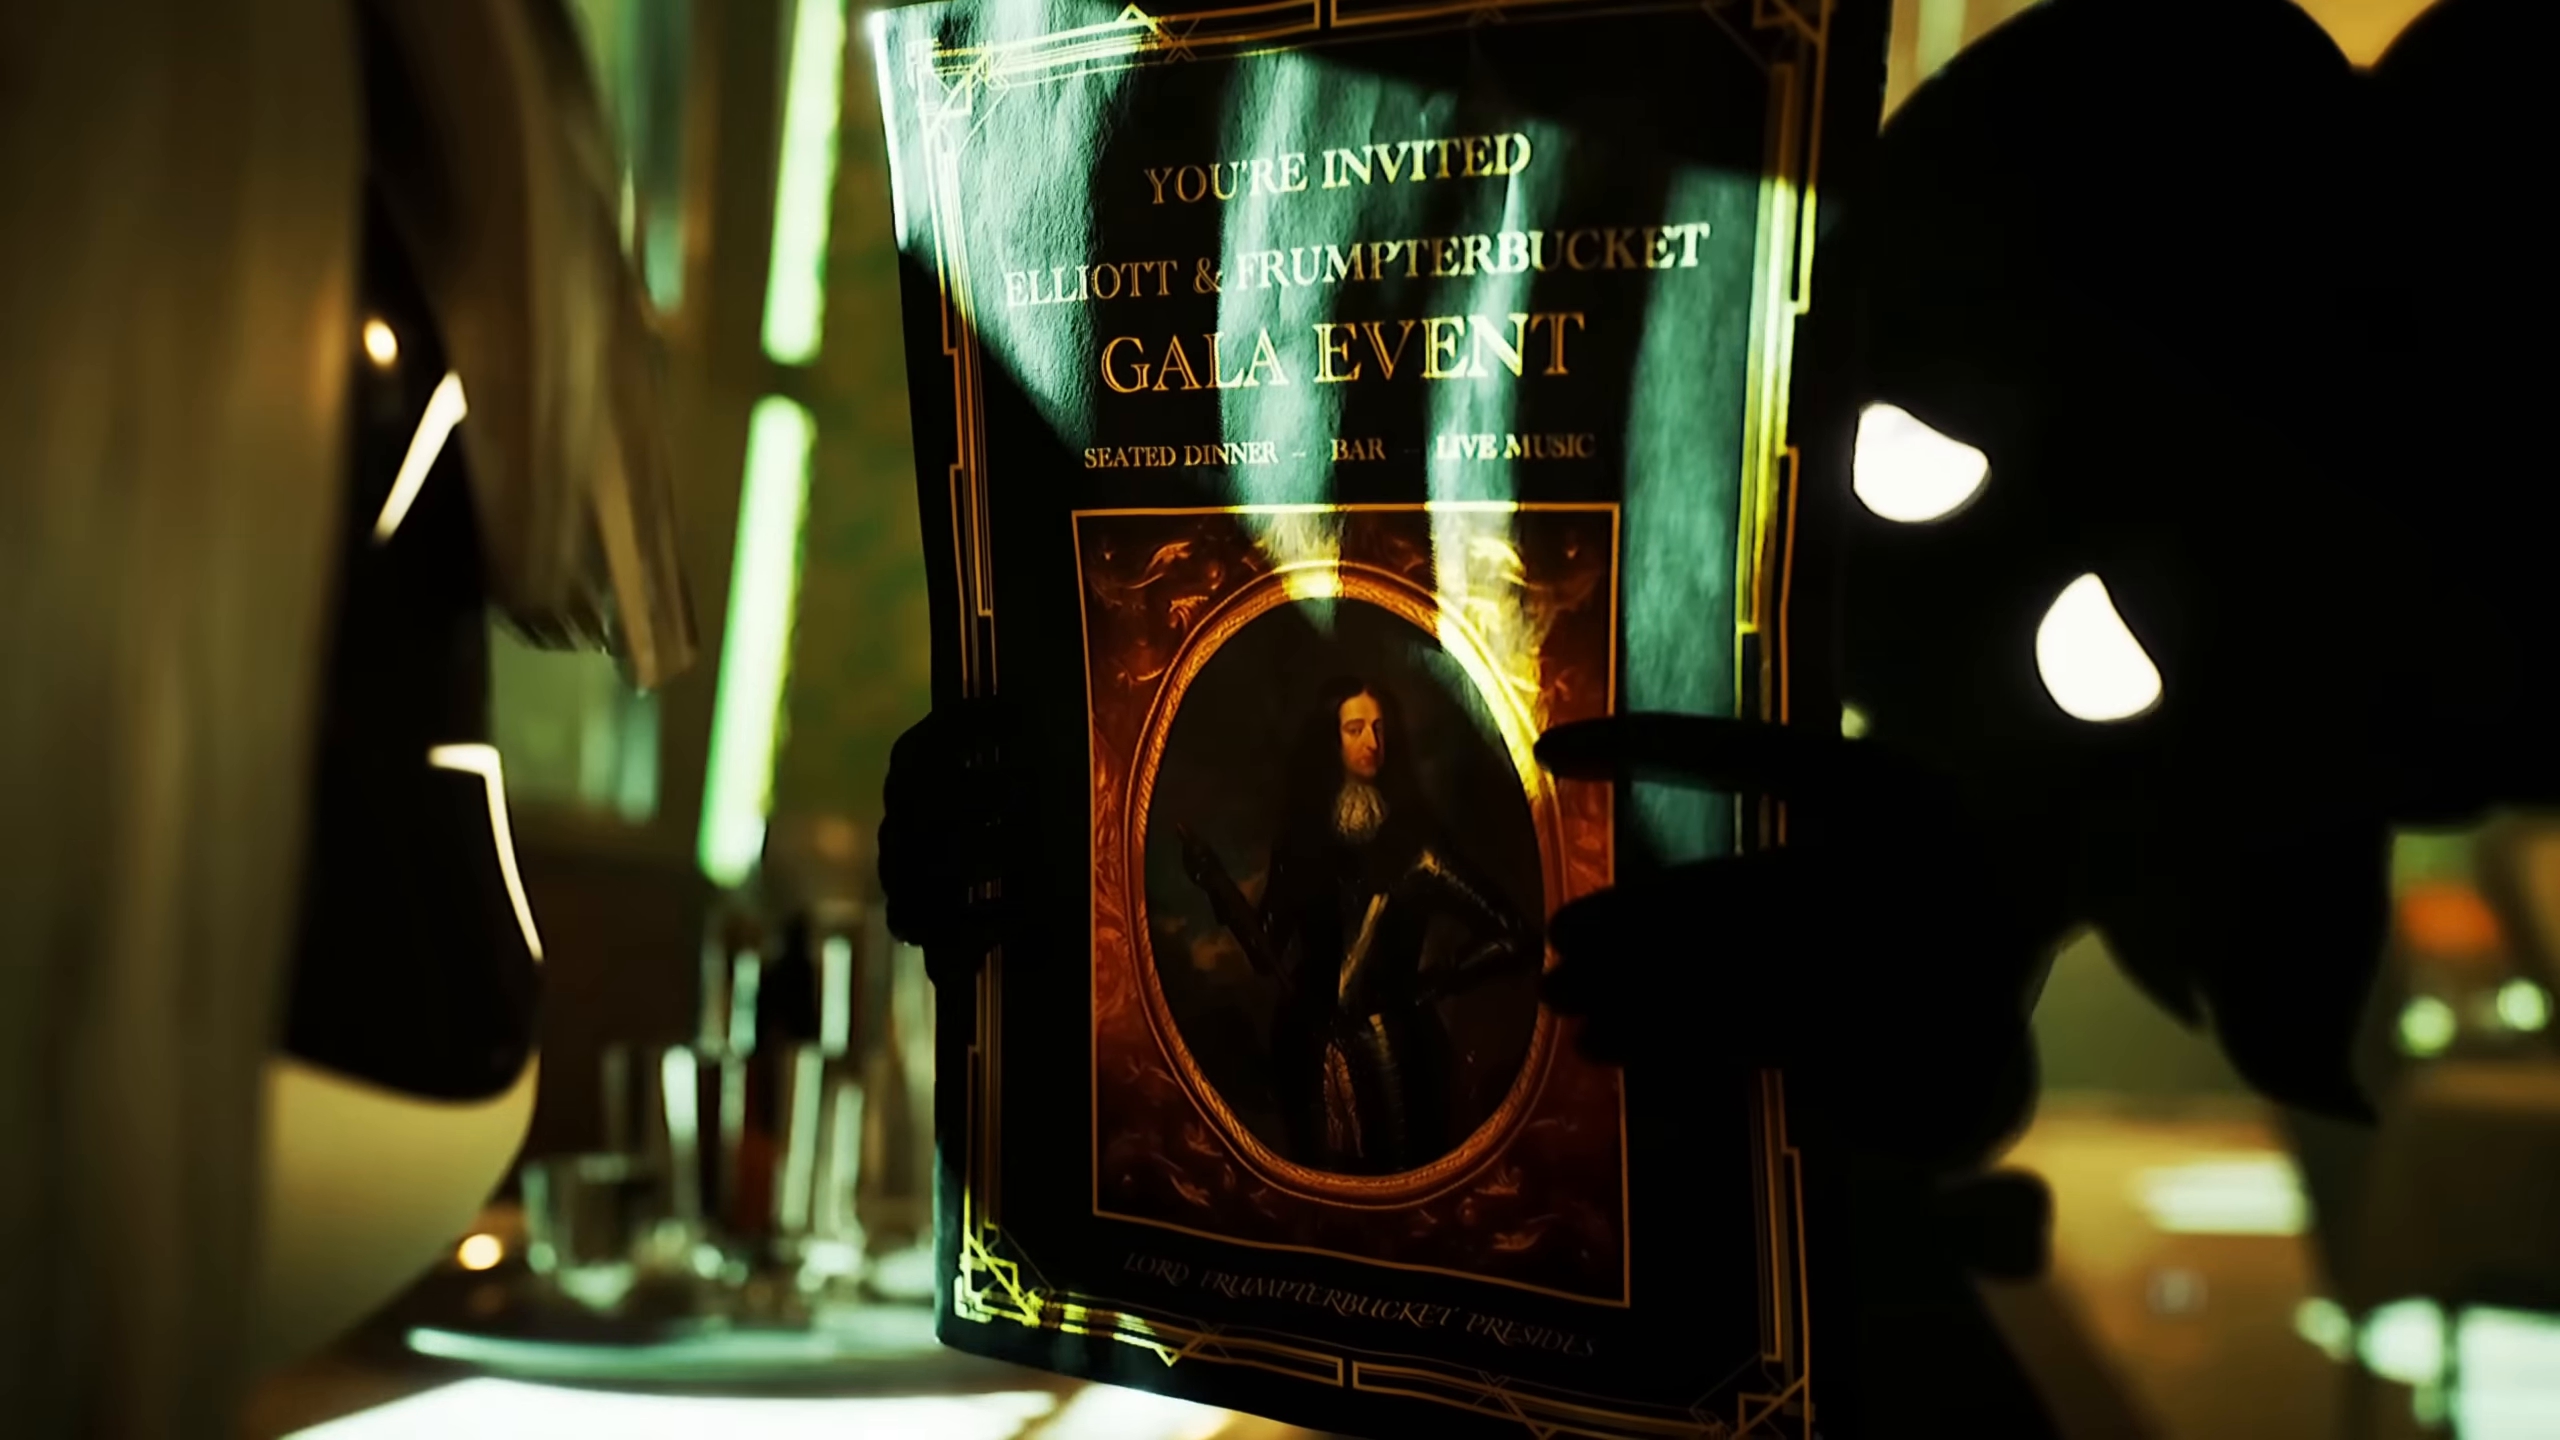 YOU'RE INVITED
ELLIOTT & FRUMPTERBUCKET
GALA EVENT
SEATED DINNER - BAR - LIVE MUSIC
LORD FRUMPTERBUCKET PRESIDES